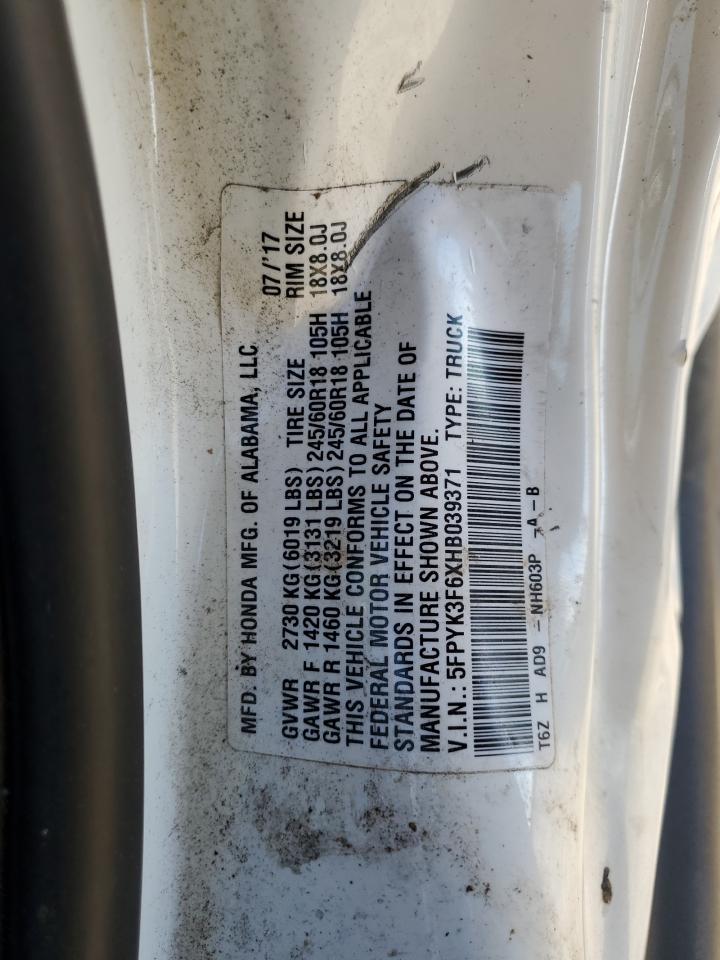 MFD. BY HONDA MFG. OF ALABAMA, LLC 07/'17
GVWR 2730 KG(6019 LBS) TIRE SIZE RIM SIZE
GAWR F 1420 KG(3131 LBS) 245/60R18 105H 18X8.0J
GAWR R 1460 KG(3219 LBS) 245/60R18 105H 18X8.0J
THIS VEHICLE CONFORMS TO ALL APPLICABLE
FEDERAL MOTOR VEHICLE SAFETY
STANDARDS IN EFFECT ON THE DATE OF
MANUFACTURE SHOWN ABOVE.
V.I.N.: 5FPYK3F6XHB039371 TYPE: TRUCK
T6Z H AD9 - NH603P - A - B